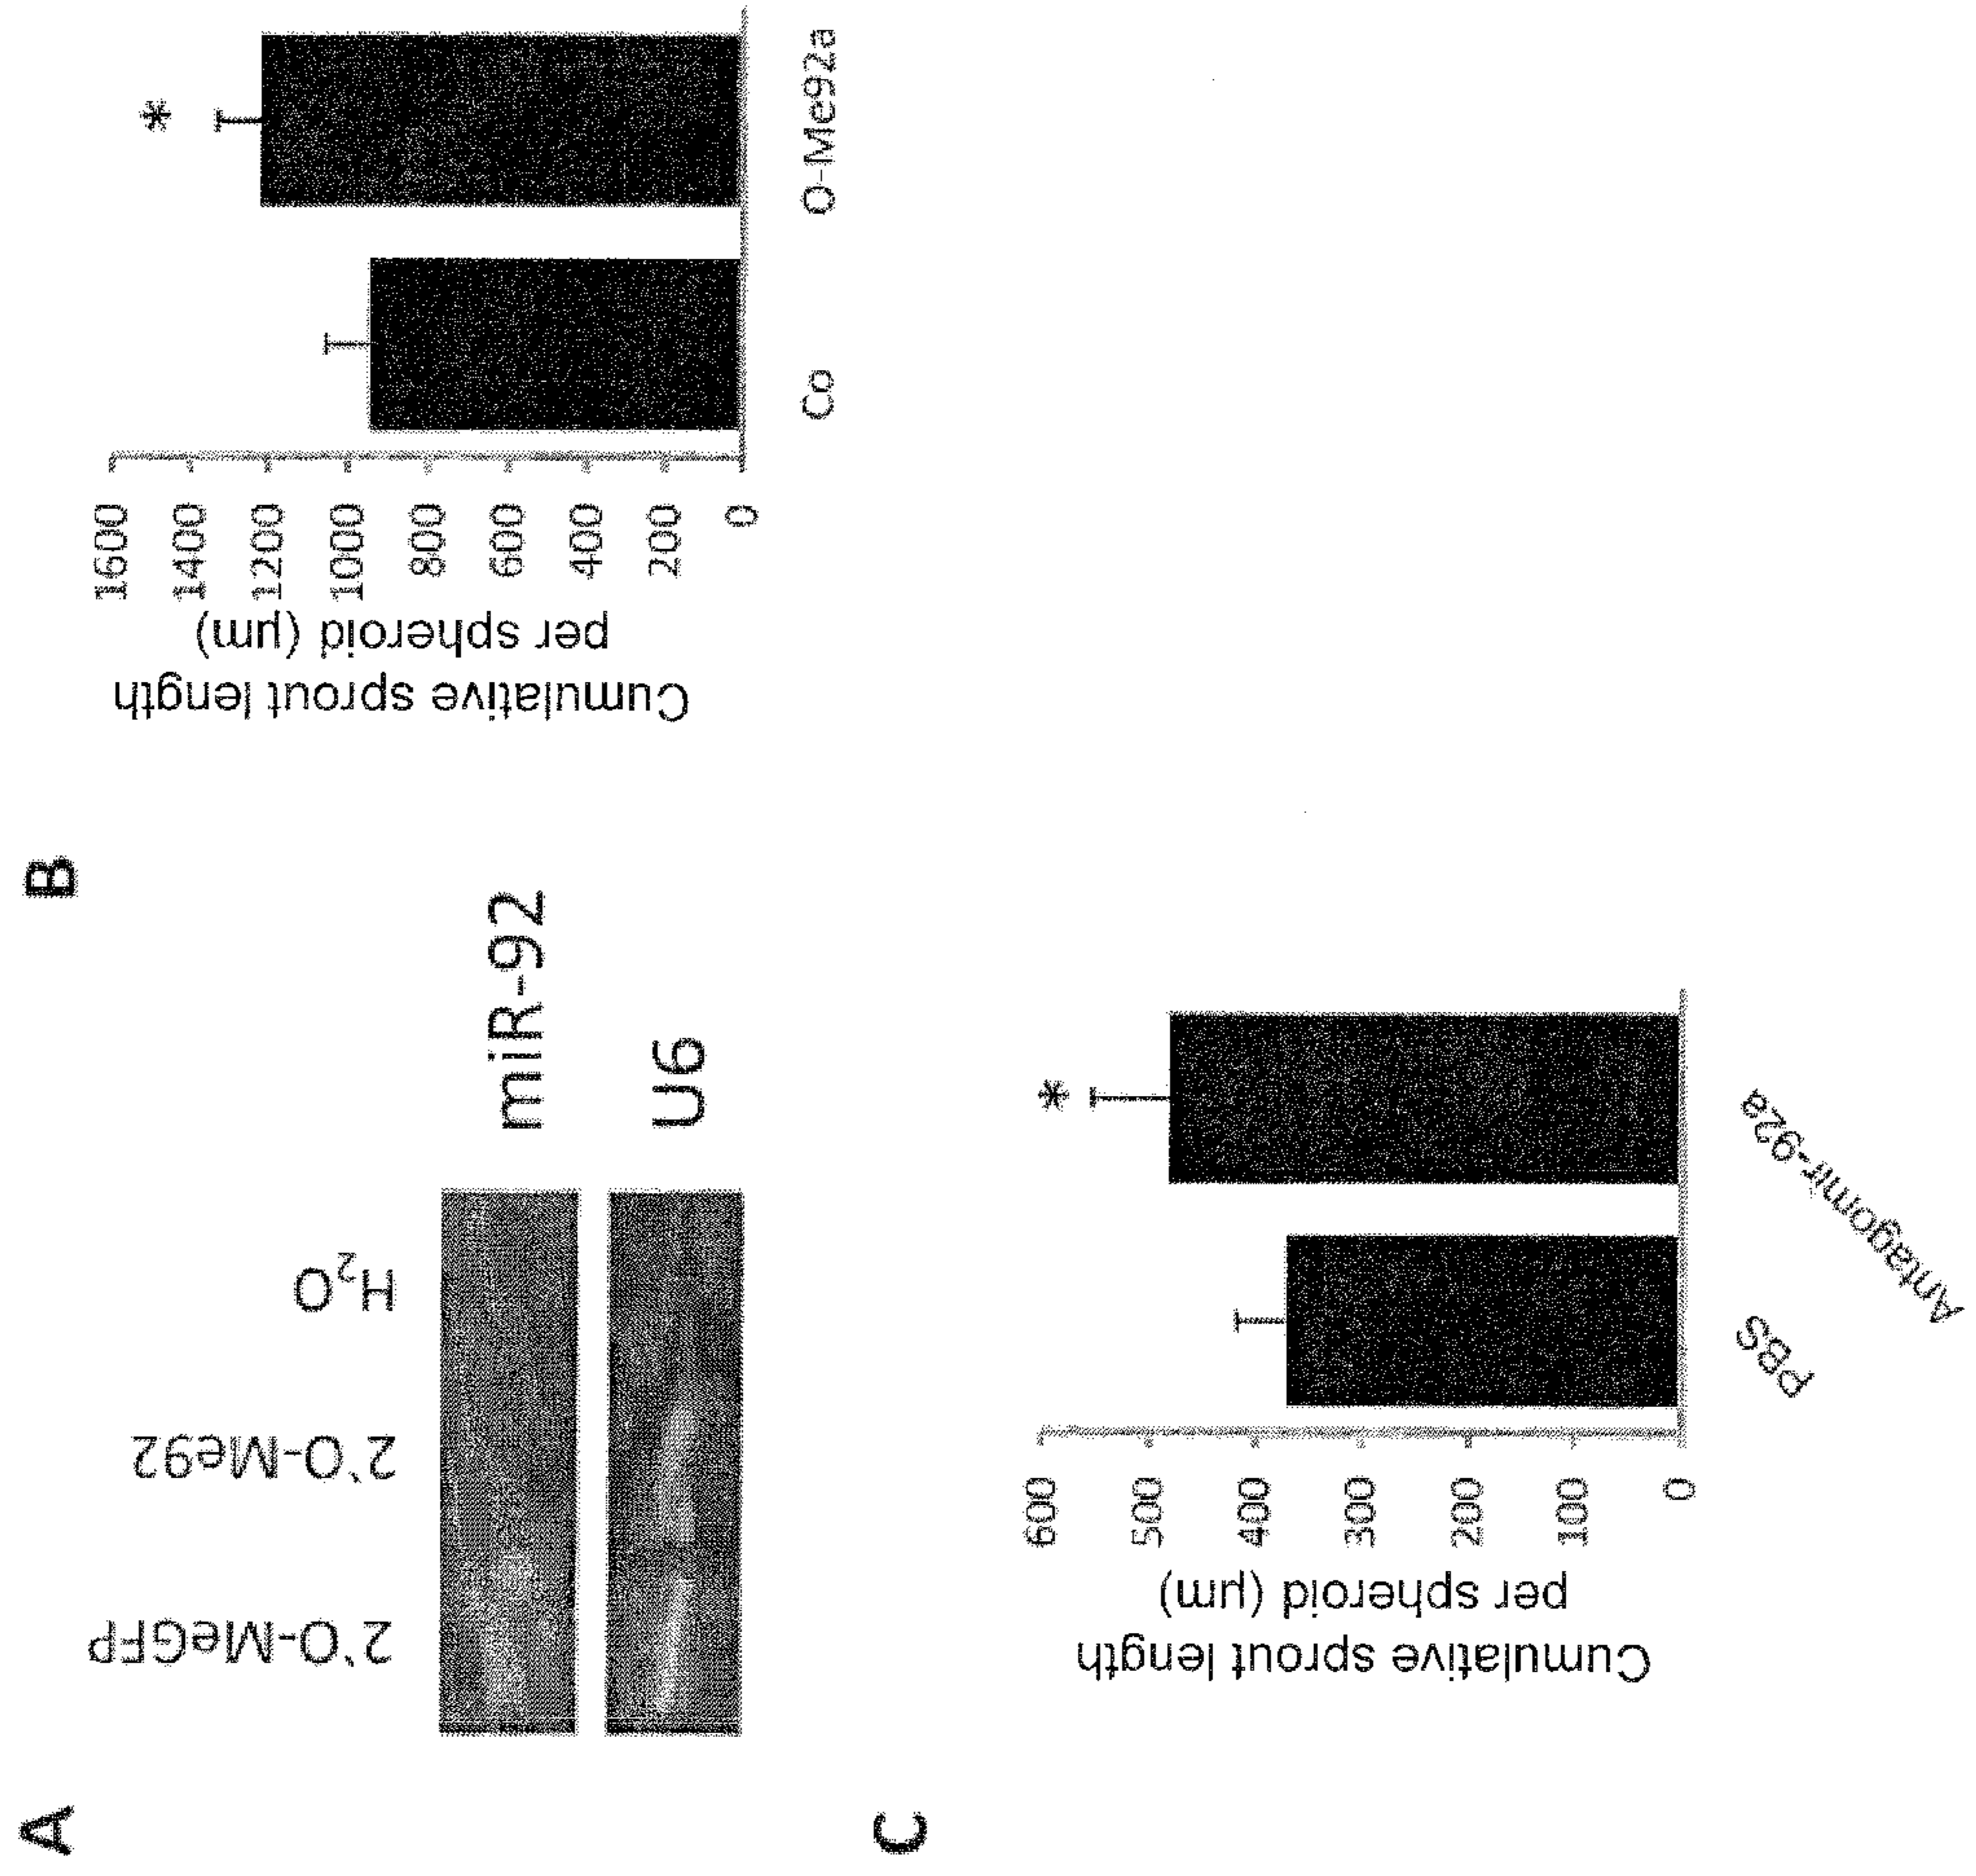 A
2`O-MeGFP
2`O-Me92
H₂O
miR-92
U6
B
Cumulative sprout length
per spheroid (µm)
1600
1400
1200
1000
800
600
400
200
0
*
Co
O-Me92a
C
Cumulative sprout length
per spheroid (µm)
600
500
400
300
200
100
0
*
PBS
Antagomir-92a